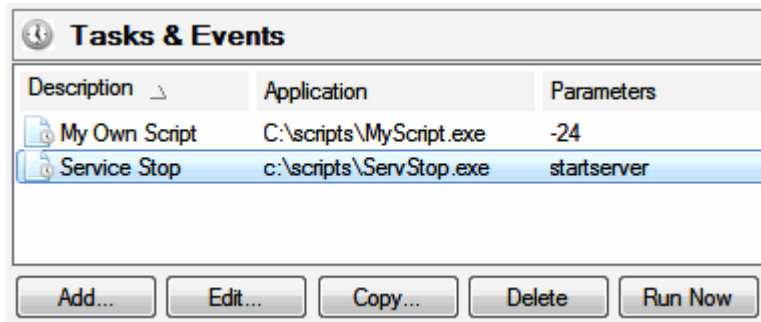 Tasks & Events
Description Application Parameters
My Own Script C:\scripts\MyScript.exe -24
Service Stop c:\scripts\ServStop.exe startserver
Add... Edit... Copy... Delete Run Now